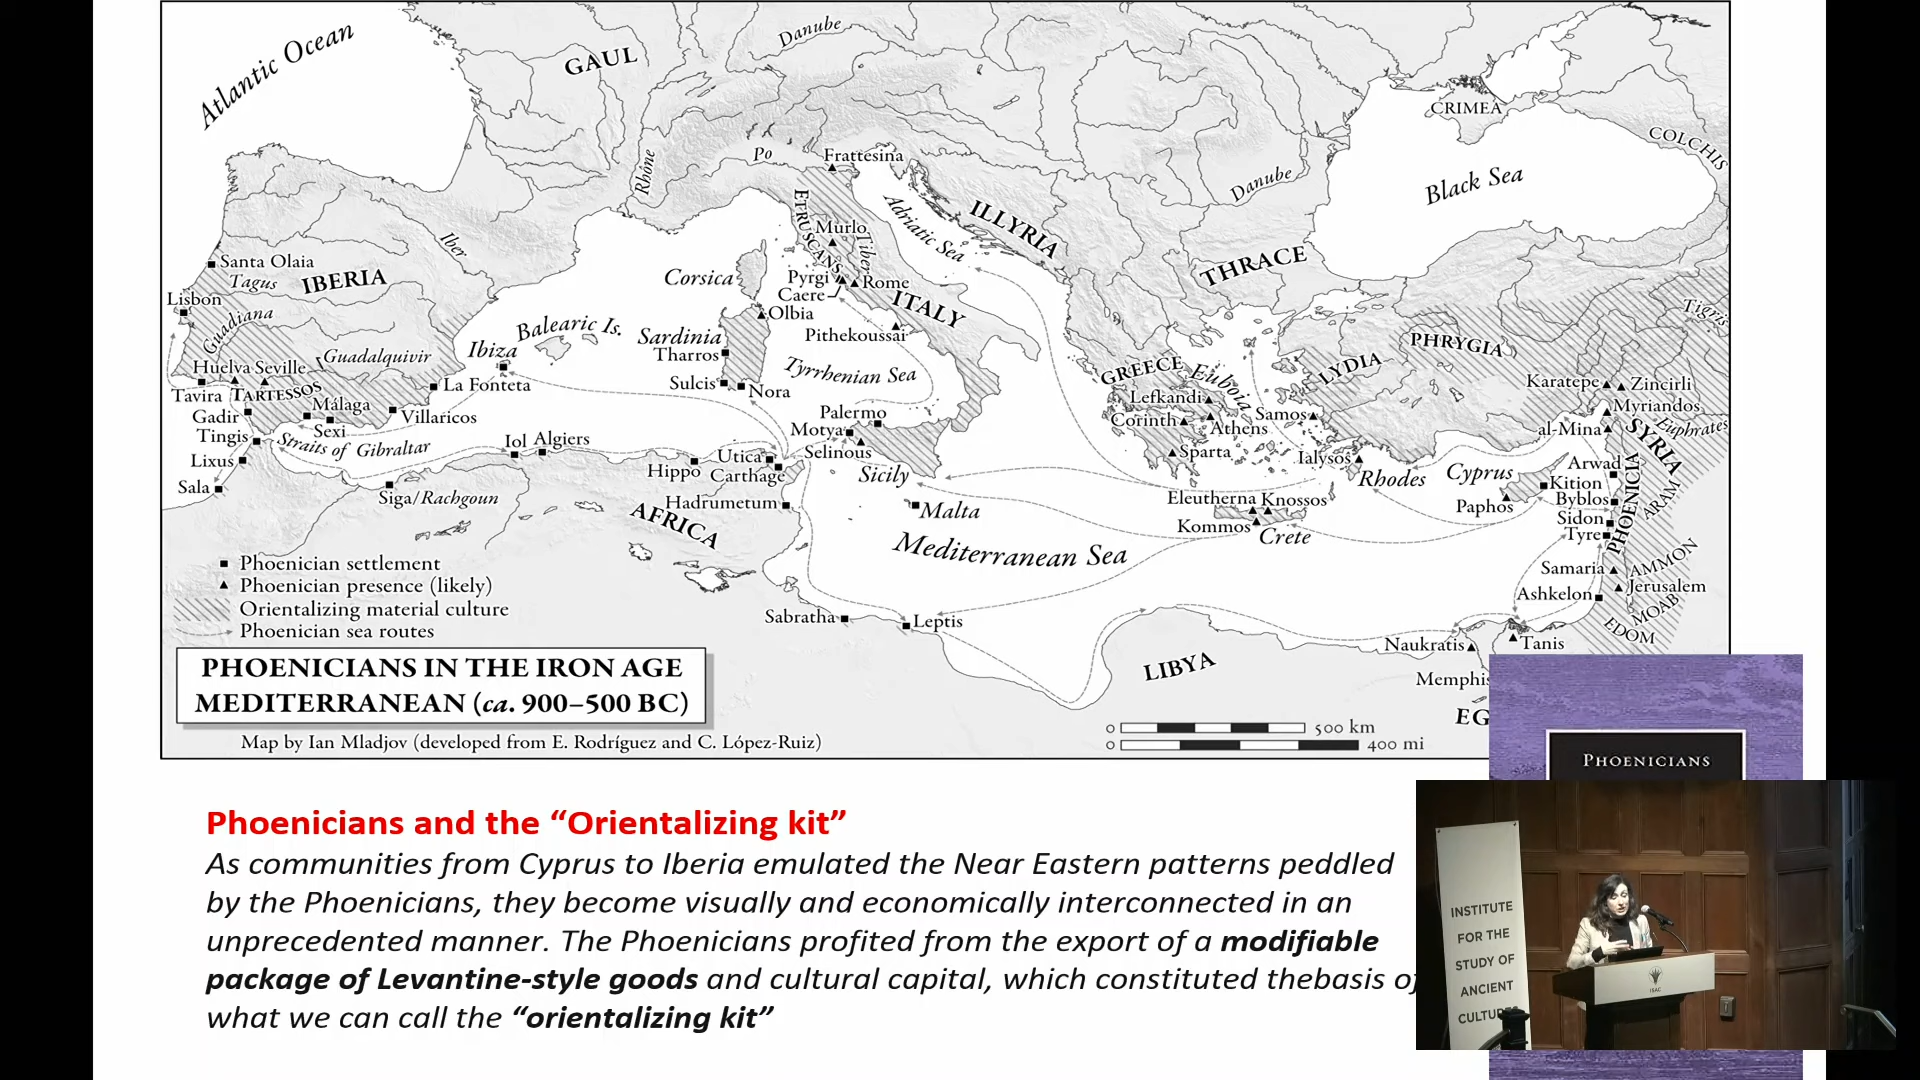 Atlantic Ocean
GAUL
Danube
CRIMEA
COLCHIS
Rhône
Po
Frattesina
Danube
Black Sea
ETRUSCANS
Murlo
Tiber
Adriatic Sea
ILLYRIA
Iber
Santa Olaia
Tagus
IBERIA
Corsica
Pyrgi
Rome
Caere
ITALY
THRACE
Lisbon
Guadiana
Olbia
Tigris
Balearic Is.
Sardinia
Pithekoussai
PHRYGIA
Ibiza
Guadalquivir
Tharros
Tyrrhenian Sea
GREECE
Euboia
LYDIA
Huelva
Seville
Tavira
TARTESSOS
La Fonteta
Sulcis
Nora
Lefkandi
Karatepe
Zincirli
Gadir
Málaga
Villaricos
Palermo
Corinth
Athens
Samos
Myriandos
Tingis
Sexi
Motya
al-Mina
Euphrates
Straits of Gibraltar
Iol
Algiers
Selinous
Sparta
Ialysos
SYRIA
Lixus
Hippo
Utica
Carthage
Sicily
Rhodes
Cyprus
Arwad
Sala
Siga/Rachgoun
Kition
PHOENICIA
ARAM
Hadrumetum
AFRICA
Malta
Eleutherna
Knossos
Paphos
Byblos
Kommos
Crete
Sidon
Mediterranean Sea
Tyre
Phoenician settlement
Samaria
AMMON
Phoenician presence (likely)
Jerusalem
Orientalizing material culture
Ashkelon
MOAB
Phoenician sea routes
Sabratha
Leptis
EDOM
Naukratis
Tanis
LIBYA
Memphis
EG
PHOENICIANS IN THE IRON AGE
MEDITERRANEAN (ca. 900–500 BC)
Map by Ian Mladjov (developed from E. Rodríguez and C. López-Ruiz)
0 500 km
0 400 mi
PHOENICIANS
Phoenicians and the “Orientalizing kit”
As communities from Cyprus to Iberia emulated the Near Eastern patterns peddled
by the Phoenicians, they become visually and economically interconnected in an
unprecedented manner. The Phoenicians profited from the export of a modifiable
package of Levantine-style goods and cultural capital, which constituted thebasis of
what we can call the “orientalizing kit”
INSTITUTE
FOR THE
STUDY OF
ANCIENT
CULTURES
ISAC